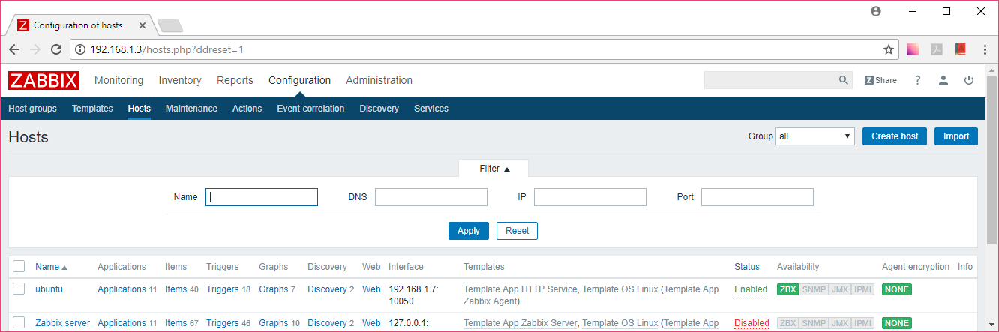 Configuration of hosts
192.168.1.3/hosts.php?ddreset=1
ZABBIX Monitoring Inventory Reports Configuration Administration Z Share ?
Host groups Templates Hosts Maintenance Actions Event correlation Discovery Services
Hosts Group all Create host Import
Filter
Name DNS IP Port
Apply Reset
Name Applications Items Triggers Graphs Discovery Web Interface Templates Status Availability Agent encryption Info
ubuntu Applications 11 Items 40 Triggers 18 Graphs 7 Discovery 2 Web 192.168.1.7: Template App HTTP Service, Template OS Linux (Template App Enabled ZBX SNMP JMX IPMI NONE
10050 Zabbix Agent)
Zabbix server Applications 11 Items 67 Triggers 46 Graphs 10 Discovery 2 Web 127.0.0.1: Template App Zabbix Server, Template OS Linux (Template App Disabled ZBX SNMP JMX IPMI NONE